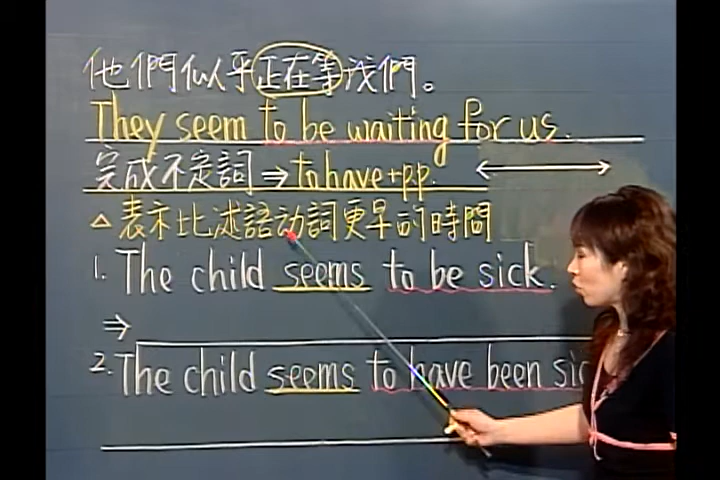 他們似乎正在等我們。
They seem to be waiting for us.
完成不定詞⇒to have+pp.
△表示比述語动詞更早的時間
1. The child seems to be sick.
⇒
2. The child seems to have been sic